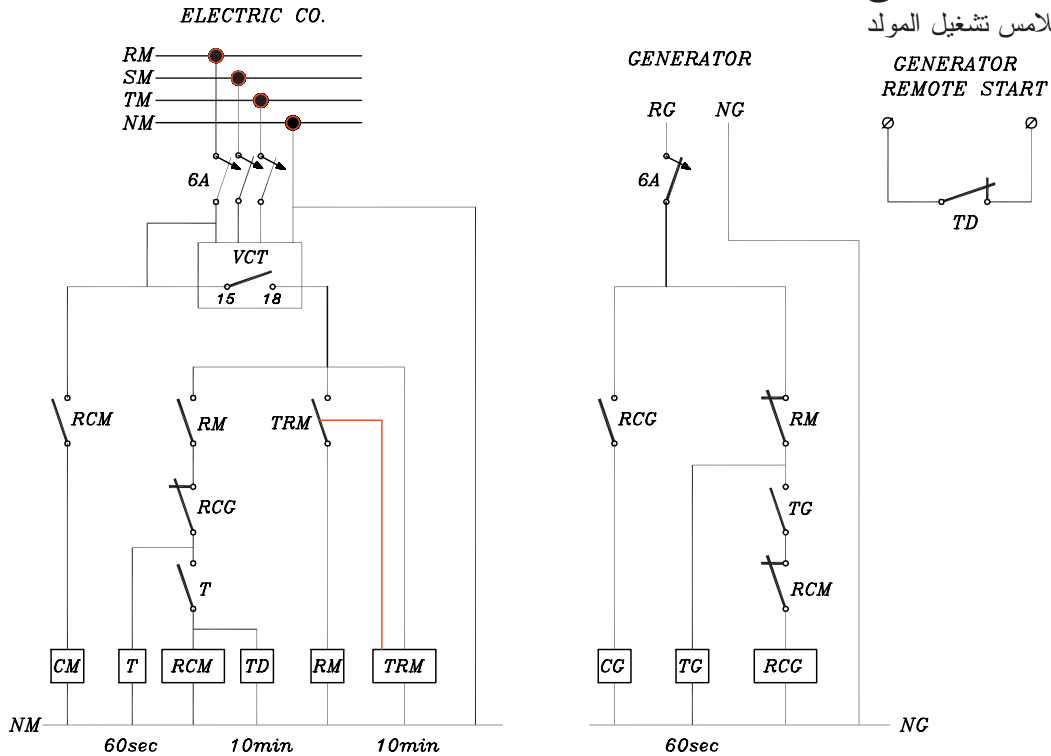 ELECTRIC CO.
RM
SM
TM
NM
6A
VCT
15 18
RCM
RM
TRM
RCG
T
CM
T
RCM
TD
RM
TRM
NM
60sec
10min
10min
GENERATOR
RG
NG
6A
RCG
RM
TG
RCM
CG
TG
RCG
NG
60sec
تشغيل المولد
GENERATOR
REMOTE START
TD